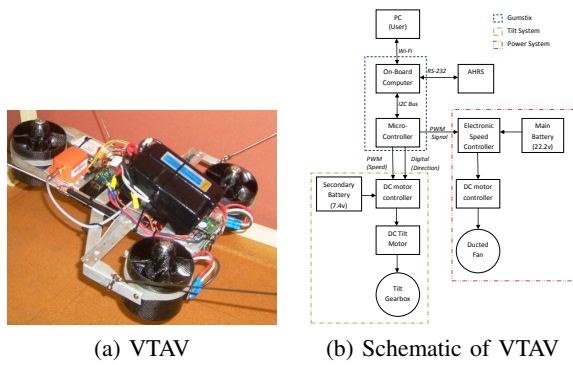 PC
(User)
Wi-Fi
On-Board
Computer
RS-232
AHRS
I2C Bus
Micro-
Controller
PWM
Signal
Electronic
Speed
Controller
Main
Battery
(22.2v)
PWM
(Speed)
Digital
(Direction)
Secondary
Battery
(7.4v)
DC motor
controller
DC motor
controller
DC Tilt
Motor
Ducted
Fan
Tilt
Gearbox
Gumstix
Tilt System
Power System
(a) VTAV
(b) Schematic of VTAV